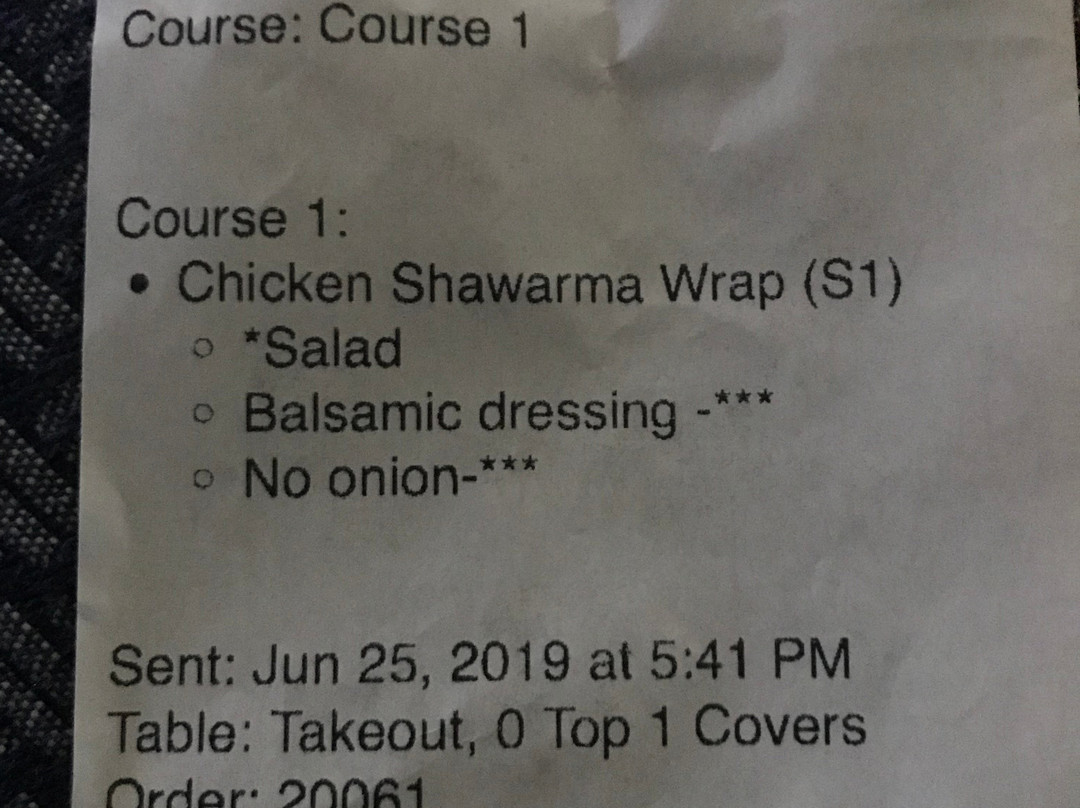 Course: Course 1
Course 1:
• Chicken Shawarma Wrap (S1)
○ *Salad
○ Balsamic dressing -***
○ No onion-***
Sent: Jun 25, 2019 at 5:41 PM
Table: Takeout, 0 Top 1 Covers
Order: 20061